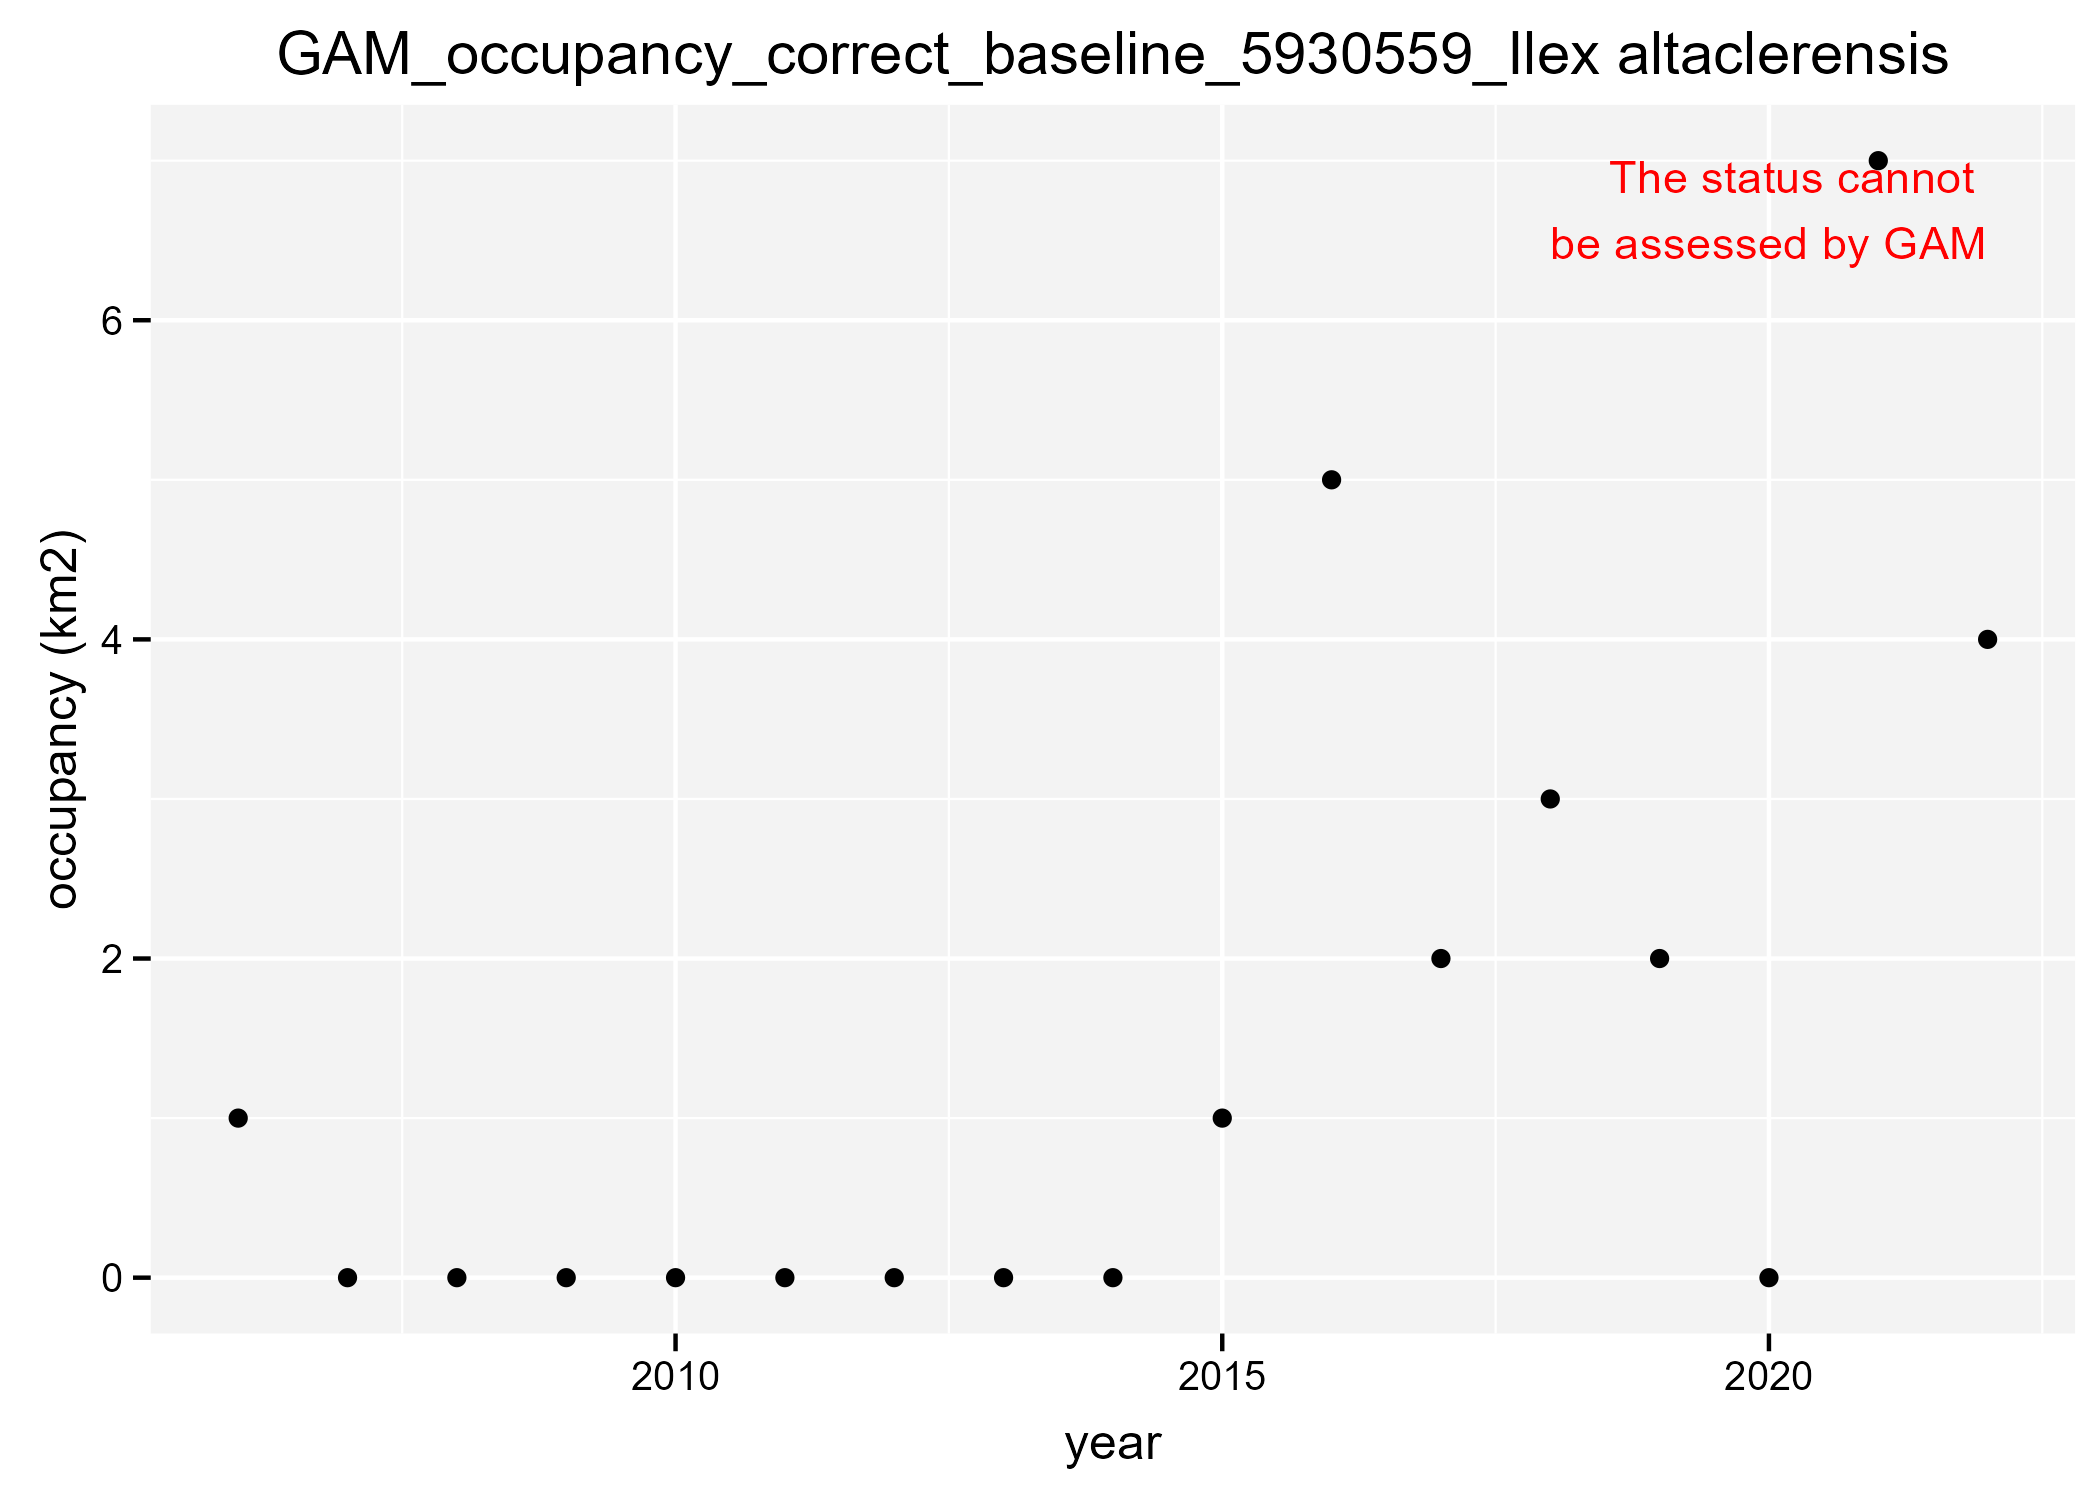 GAM_occupancy_correct_baseline_5930559_Ilex altaclerensis
The status cannot
be assessed by GAM
6
4
2
0
occupancy (km2)
2010 2015 2020
year